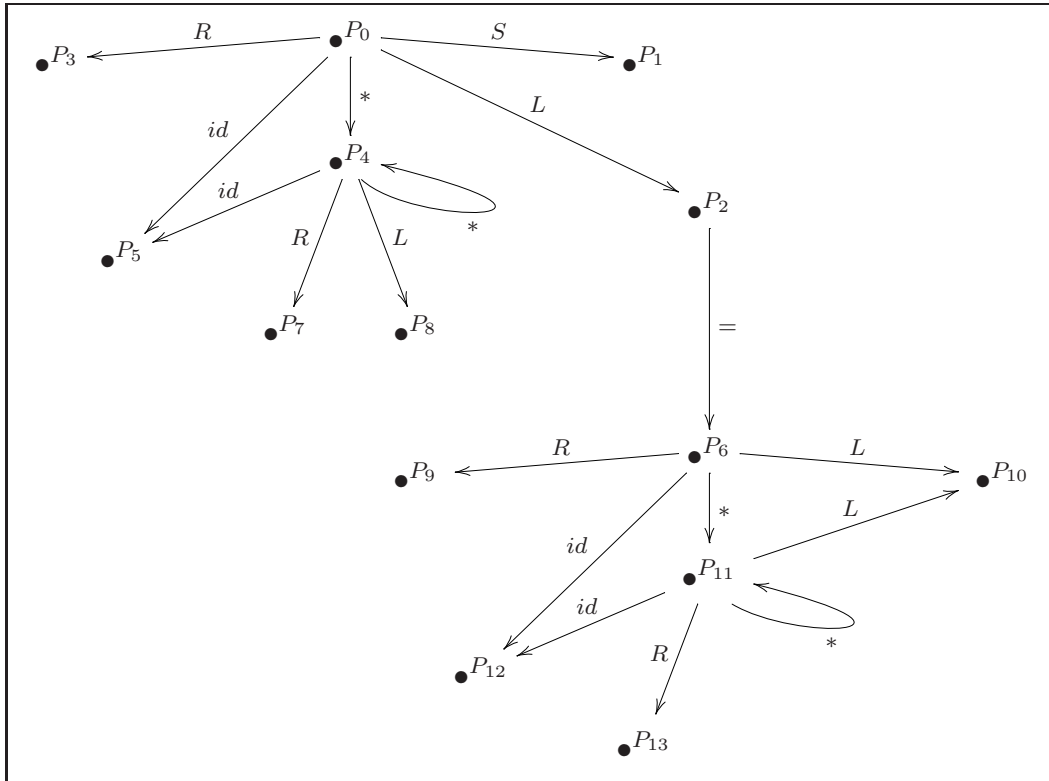 R P₀ S
P₃ P₁
*
L
id
P₄
id
P₂
R L *
P₅
P₇ P₈
=
R P₆ L
P₉ P₁₀
* L
id
P₁₁
id
R *
P₁₂
P₁₃